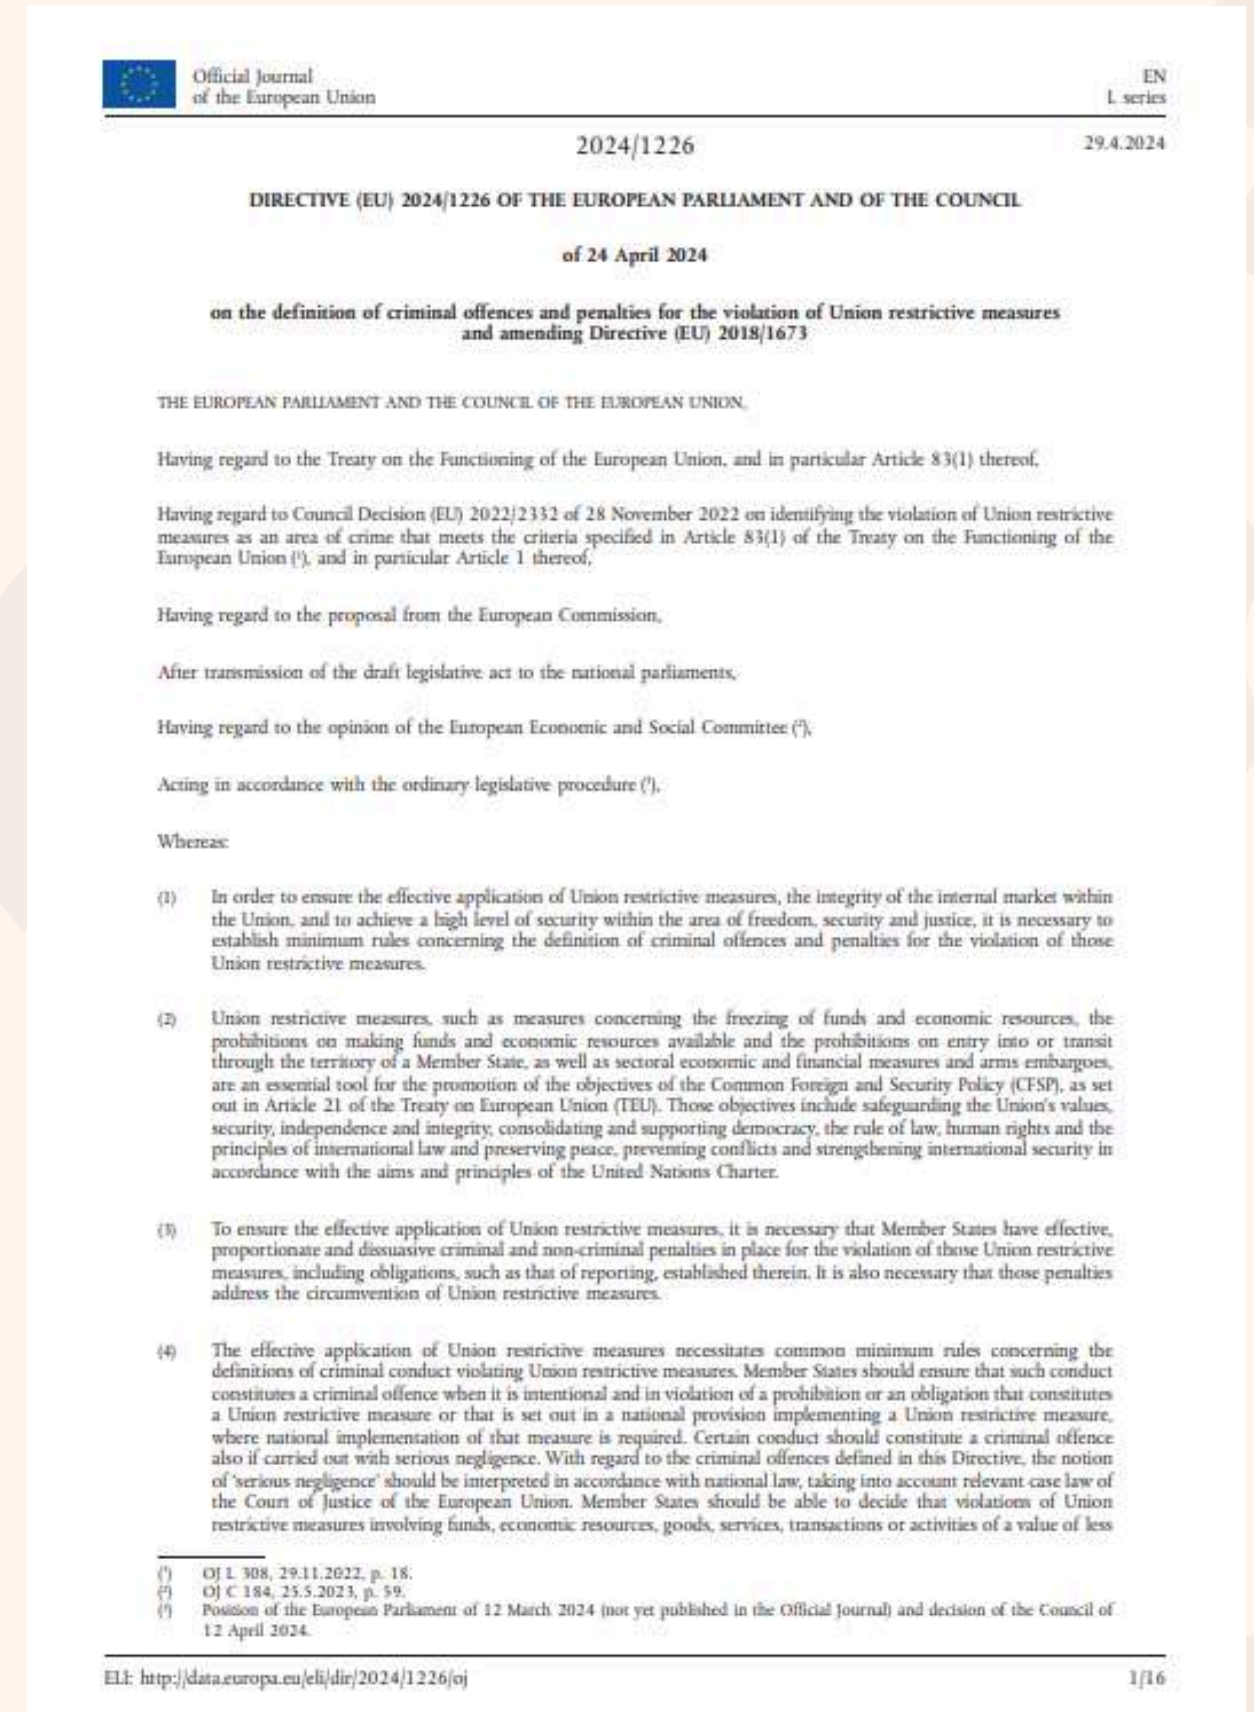 Official Journal
of the European Union
EN
L series
2024/1226
29.4.2024
DIRECTIVE (EU) 2024/1226 OF THE EUROPEAN PARLIAMENT AND OF THE COUNCIL
of 24 April 2024
on the definition of criminal offences and penalties for the violation of Union restrictive measures
and amending Directive (EU) 2018/1673
THE EUROPEAN PARLIAMENT AND THE COUNCIL OF THE EUROPEAN UNION,
Having regard to the Treaty on the Functioning of the European Union, and in particular Article 83(1) thereof,
Having regard to Council Decision (EU) 2022/2332 of 28 November 2022 on identifying the violation of Union restrictive
measures as an area of crime that meets the criteria specified in Article 83(1) of the Treaty on the Functioning of the
European Union (¹), and in particular Article 1 thereof,
Having regard to the proposal from the European Commission,
After transmission of the draft legislative act to the national parliaments,
Having regard to the opinion of the European Economic and Social Committee (²),
Acting in accordance with the ordinary legislative procedure (³),
Whereas:
(1) In order to ensure the effective application of Union restrictive measures, the integrity of the internal market within
the Union, and to achieve a high level of security within the area of freedom, security and justice, it is necessary to
establish minimum rules concerning the definition of criminal offences and penalties for the violation of those
Union restrictive measures.
(2) Union restrictive measures, such as measures concerning the freezing of funds and economic resources, the
prohibitions on making funds and economic resources available and the prohibitions on entry into or transit
through the territory of a Member State, as well as sectoral economic and financial measures and arms embargoes,
are an essential tool for the promotion of the objectives of the Common Foreign and Security Policy (CFSP), as set
out in Article 21 of the Treaty on European Union (TEU). Those objectives include safeguarding the Union's values,
security, independence and integrity, consolidating and supporting democracy, the rule of law, human rights and the
principles of international law and preserving peace, preventing conflicts and strengthening international security in
accordance with the aims and principles of the United Nations Charter.
(3) To ensure the effective application of Union restrictive measures, it is necessary that Member States have effective,
proportionate and dissuasive criminal and non-criminal penalties in place for the violation of those Union restrictive
measures, including obligations, such as that of reporting, established therein. It is also necessary that those penalties
address the circumvention of Union restrictive measures.
(4) The effective application of Union restrictive measures necessitates common minimum rules concerning the
definitions of criminal conduct violating Union restrictive measures. Member States should ensure that such conduct
constitutes a criminal offence when it is intentional and in violation of a prohibition or an obligation that constitutes
a Union restrictive measure or that is set out in a national provision implementing a Union restrictive measure,
where national implementation of that measure is required. Certain conduct should constitute a criminal offence
also if carried out with serious negligence. With regard to the criminal offences defined in this Directive, the notion
of 'serious negligence' should be interpreted in accordance with national law, taking into account relevant case law of
the Court of Justice of the European Union. Member States should be able to decide that violations of Union
restrictive measures involving funds, economic resources, goods, services, transactions or activities of a value of less
(¹) OJ L 308, 29.11.2022, p. 18.
(²) OJ C 184, 25.5.2023, p. 59.
(³) Position of the European Parliament of 12 March 2024 (not yet published in the Official Journal) and decision of the Council of
12 April 2024.
ELI: http://data.europa.eu/eli/dir/2024/1226/oj
1/16